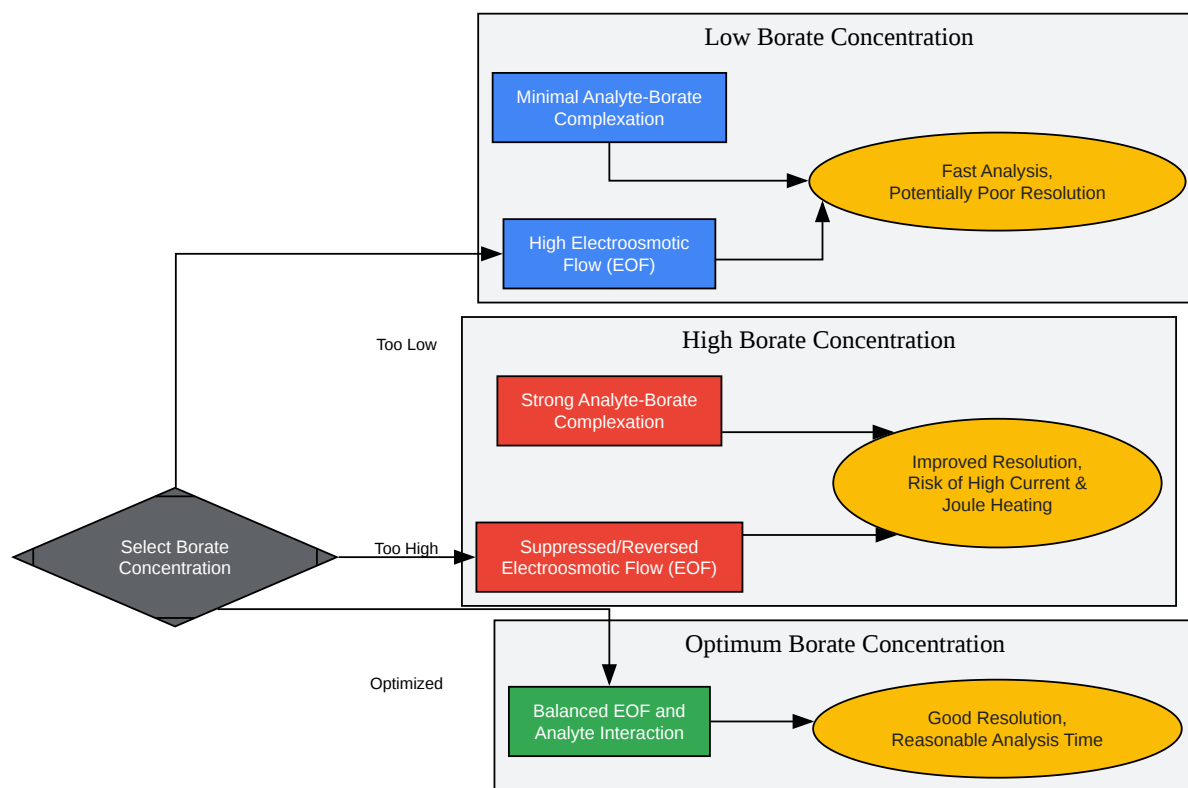 Low Borate Concentration
Minimal Analyte-Borate
Complexation
Fast Analysis,
Potentially Poor Resolution
High Electroosmotic
Flow (EOF)
Too Low
High Borate Concentration
Strong Analyte-Borate
Complexation
Improved Resolution,
Risk of High Current &
Joule Heating
Select Borate
Concentration
Too High
Suppressed/Reversed
Electroosmotic Flow (EOF)
Optimum Borate Concentration
Optimized
Balanced EOF and
Analyte Interaction
Good Resolution,
Reasonable Analysis Time